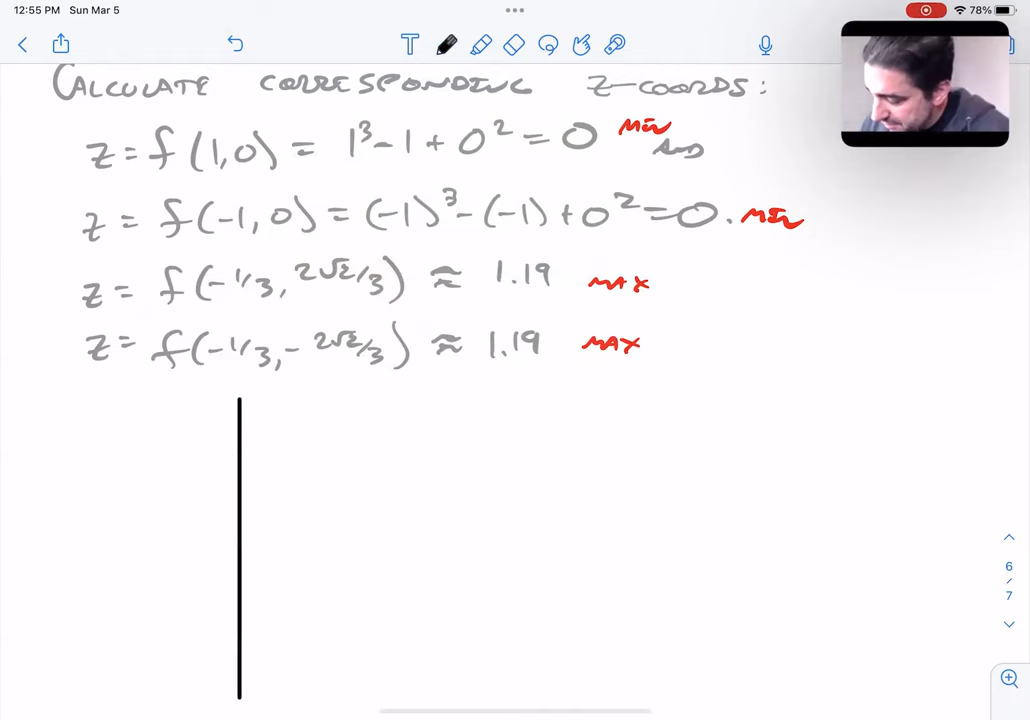 12:55 PM Sun Mar 5
78%
CALCULATE CORRESPONDING Z-COORDS:
z = f(1,0) = 1³ - 1 + 0² = 0 MIN AND
z = f(-1,0) = (-1)³ - (-1) + 0² = 0. MIN
z = f(-1/3, 2√2/3) ≈ 1.19 MAX
z = f(-1/3, -2√2/3) ≈ 1.19 MAX
T
6
/
7